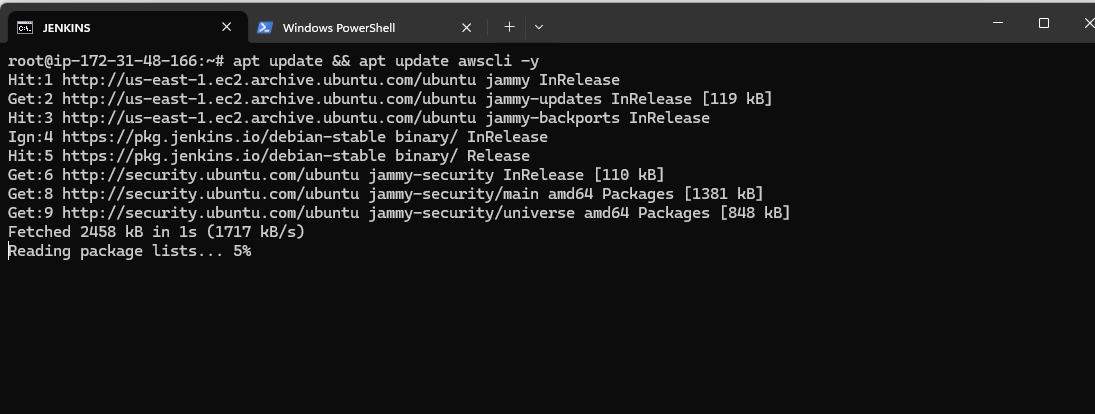 JENKINS
Windows PowerShell
root@ip-172-31-48-166:~# apt update && apt update awscli -y
Hit:1 http://us-east-1.ec2.archive.ubuntu.com/ubuntu jammy InRelease
Get:2 http://us-east-1.ec2.archive.ubuntu.com/ubuntu jammy-updates InRelease [119 kB]
Hit:3 http://us-east-1.ec2.archive.ubuntu.com/ubuntu jammy-backports InRelease
Ign:4 https://pkg.jenkins.io/debian-stable binary/ InRelease
Hit:5 https://pkg.jenkins.io/debian-stable binary/ Release
Get:6 http://security.ubuntu.com/ubuntu jammy-security InRelease [110 kB]
Get:8 http://security.ubuntu.com/ubuntu jammy-security/main amd64 Packages [1381 kB]
Get:9 http://security.ubuntu.com/ubuntu jammy-security/universe amd64 Packages [848 kB]
Fetched 2458 kB in 1s (1717 kB/s)
Reading package lists... 5%